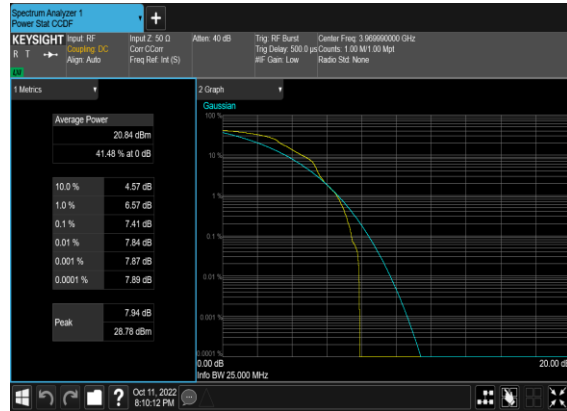 Spectrum Analyzer 1
Power Stat CCDF
KEYSIGHT
R T
LXI
Input: RF
Coupling: DC
Align: Auto
Input Z: 50 Ω
Corr CCorr
Freq Ref: Int (S)
Atten: 40 dB
Trig: RF Burst
Trig Delay: 500.0 µs
#IF Gain: Low
Center Freq: 3.969990000 GHz
Counts: 1.00 M/1.00 Mpt
Radio Std: None
1 Metrics
Average Power
20.84 dBm
41.48 % at 0 dB
10.0 % 4.57 dB
1.0 % 6.57 dB
0.1 % 7.41 dB
0.01 % 7.84 dB
0.001 % 7.87 dB
0.0001 % 7.89 dB
Peak
7.94 dB
28.78 dBm
2 Graph
Gaussian
100 %
10 %
1 %
0.1 %
0.01 %
0.001 %
0.0001 %
0.00 dB
20.00 dB
Info BW 25.000 MHz
?
Oct 11, 2022
8:10:12 PM